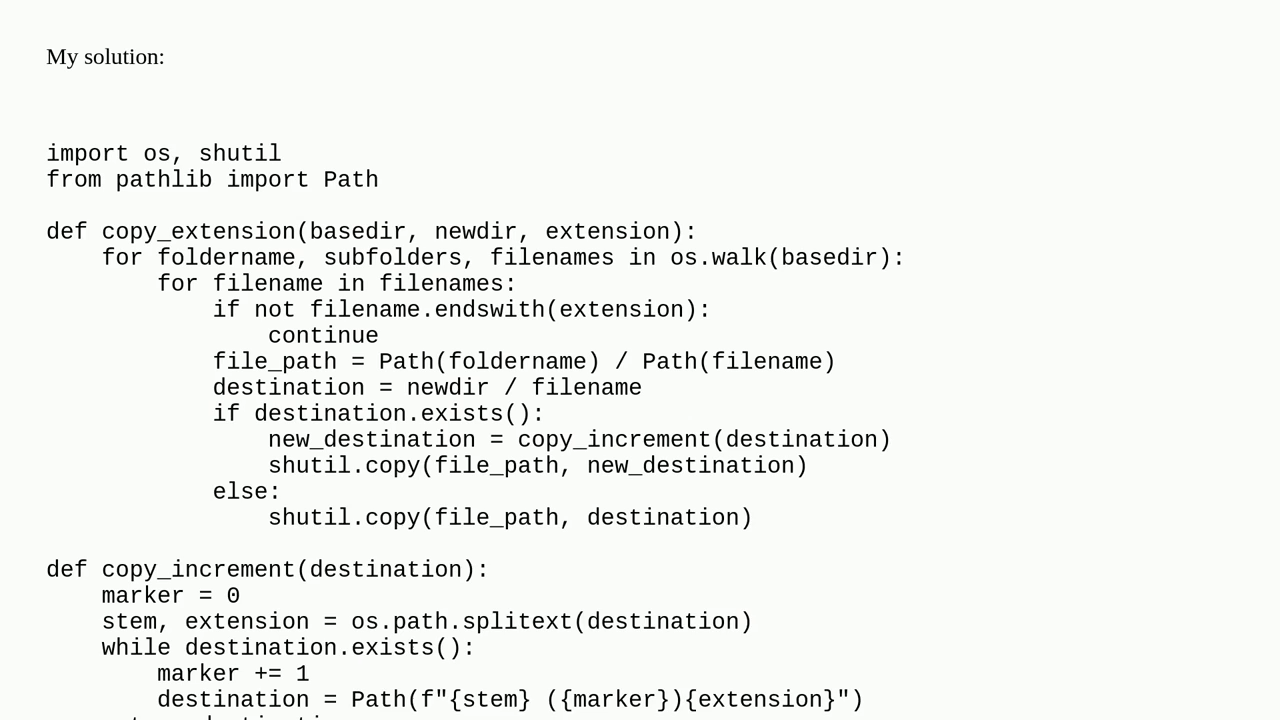 My solution:
import os, shutil
from pathlib import Path
def copy_extension(basedir, newdir, extension):
    for foldername, subfolders, filenames in os.walk(basedir):
        for filename in filenames:
            if not filename.endswith(extension):
                continue
            file_path = Path(foldername) / Path(filename)
            destination = newdir / filename
            if destination.exists():
                new_destination = copy_increment(destination)
                shutil.copy(file_path, new_destination)
            else:
                shutil.copy(file_path, destination)
def copy_increment(destination):
    marker = 0
    stem, extension = os.path.splitext(destination)
    while destination.exists():
        marker += 1
        destination = Path(f"{stem} ({marker}){extension}")